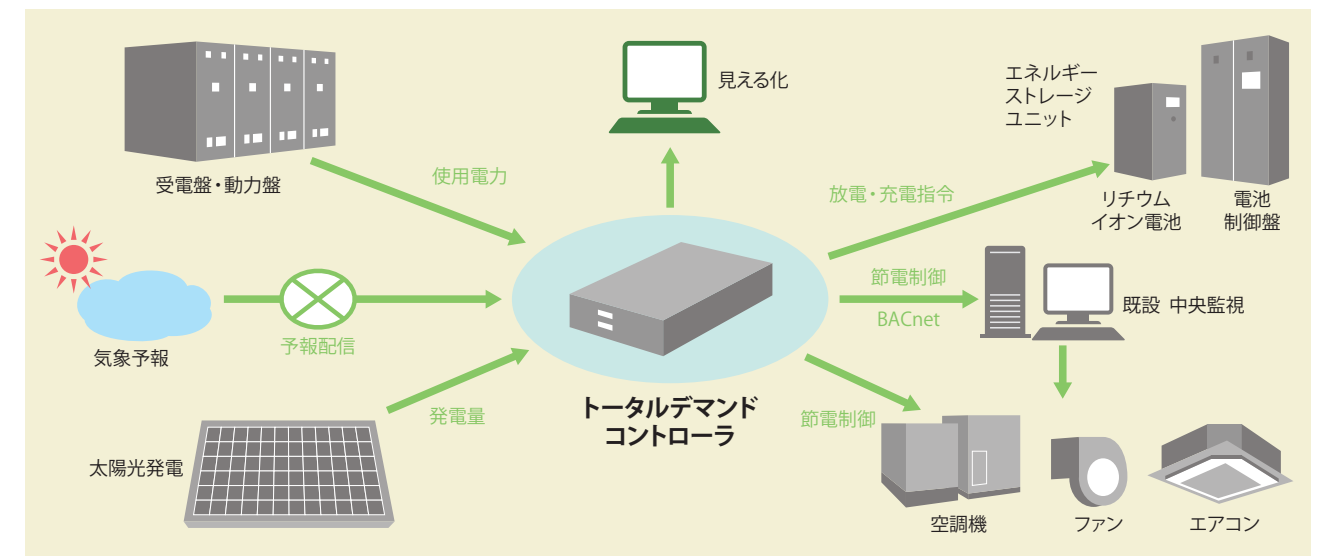 受電盤・動力盤
使用電力
見える化
エネルギー
ストレージ
ユニット
リチウム
イオン電池
電池
制御盤
放電・充電指令
気象予報
予報配信
節電制御
BACnet
既設 中央監視
トータルデマンド
コントローラ
発電量
太陽光発電
節電制御
空調機
ファン
エアコン